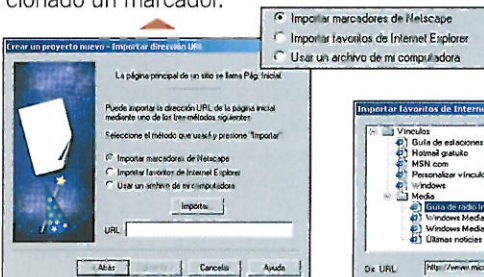 cionado un marcador.
Importar marcadores de Netscape
Importar favoritos de Internet Explorer
Usar un archivo de mi computadora
Crear un proyecto nuevo - Importar dirección URL
La página principal de un sitio se llama Pág. Inicial.
Puede importar la dirección URL de la página inicial
mediante uno de los tres métodos siguientes.
Seleccione el método que usará y presione "Importar"
Importar marcadores de Netscape
Importar favoritos de Internet Explorer
Usar un archivo de mi computadora
Importar...
URL:
Atrás
Cancelar
Ayuda
Importar favoritos de Internet
Vínculos
Guía de estaciones
Hotmail gratuito
MSN.com
Personalizar vínculo
Windows
Media
Guía de radio In
Windows Media
Windows Media
Últimas noticias
URL: http://www.micr